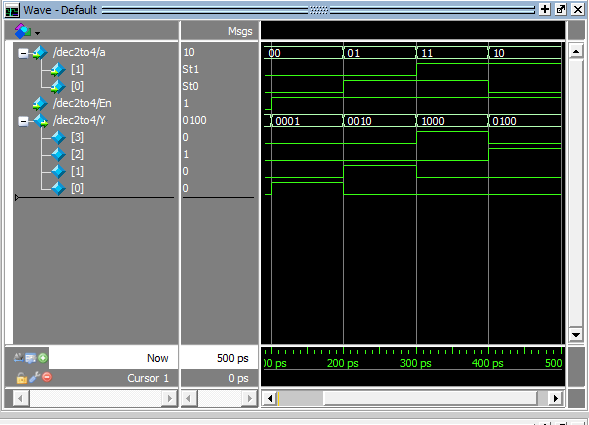 Wave - Default
Msgs
/dec2to4/a 10 00 01 11 10
[1] St1
[0] St0
/dec2to4/En 1
/dec2to4/Y 0100 0001 0010 1000 0100
[3] 0
[2] 1
[1] 0
[0] 0
Now 500 ps 200 ps 300 ps 400 ps 500
Cursor 1 0 ps